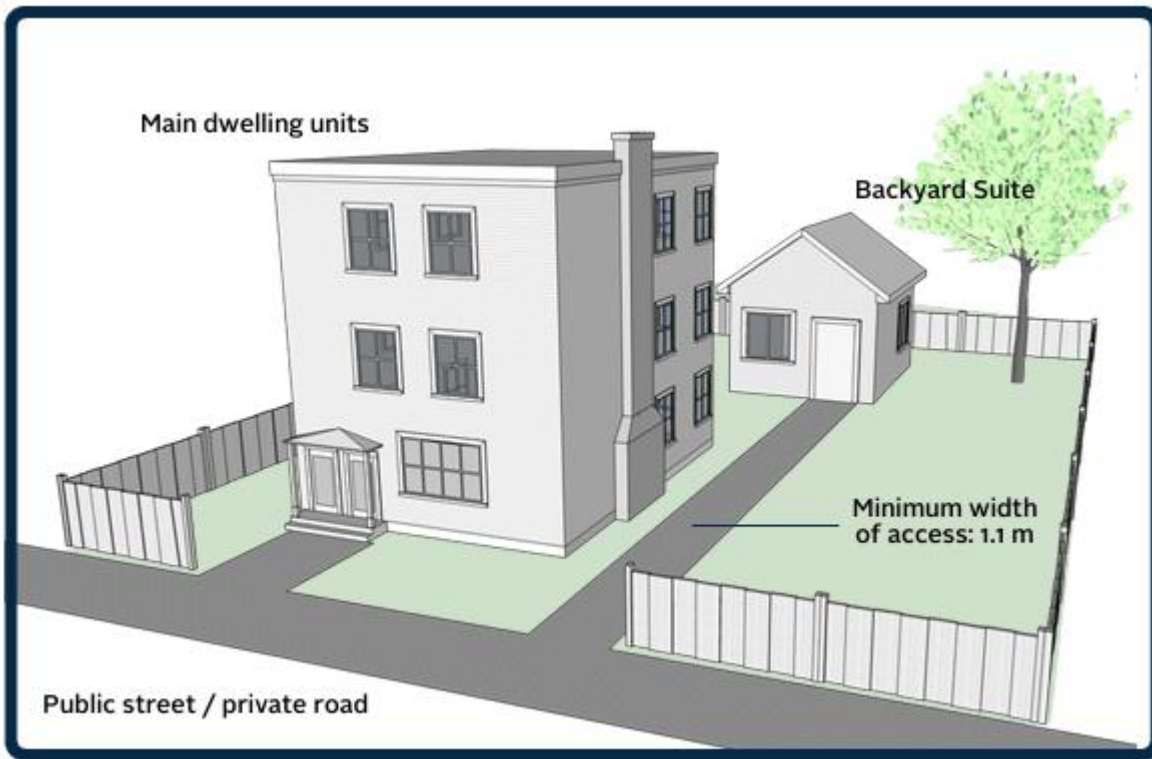 Main dwelling units
Backyard Suite
Minimum width
of access: 1.1 m
Public street / private road